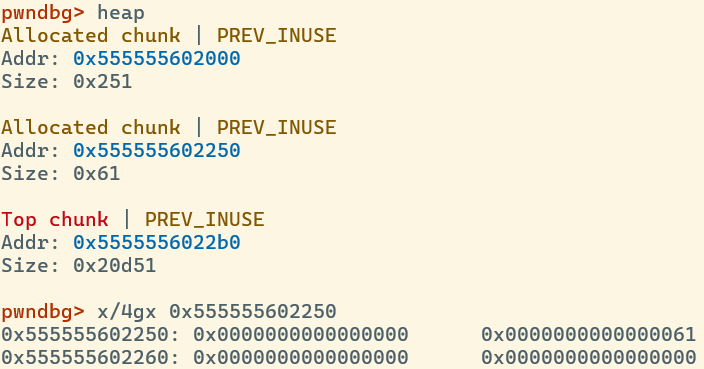 pwndbg> heap
Allocated chunk | PREV_INUSE
Addr: 0x555555602000
Size: 0x251
Allocated chunk | PREV_INUSE
Addr: 0x555555602250
Size: 0x61
Top chunk | PREV_INUSE
Addr: 0x5555556022b0
Size: 0x20d51
pwndbg> x/4gx 0x555555602250
0x555555602250: 0x0000000000000000 0x0000000000000061
0x555555602260: 0x0000000000000000 0x0000000000000000